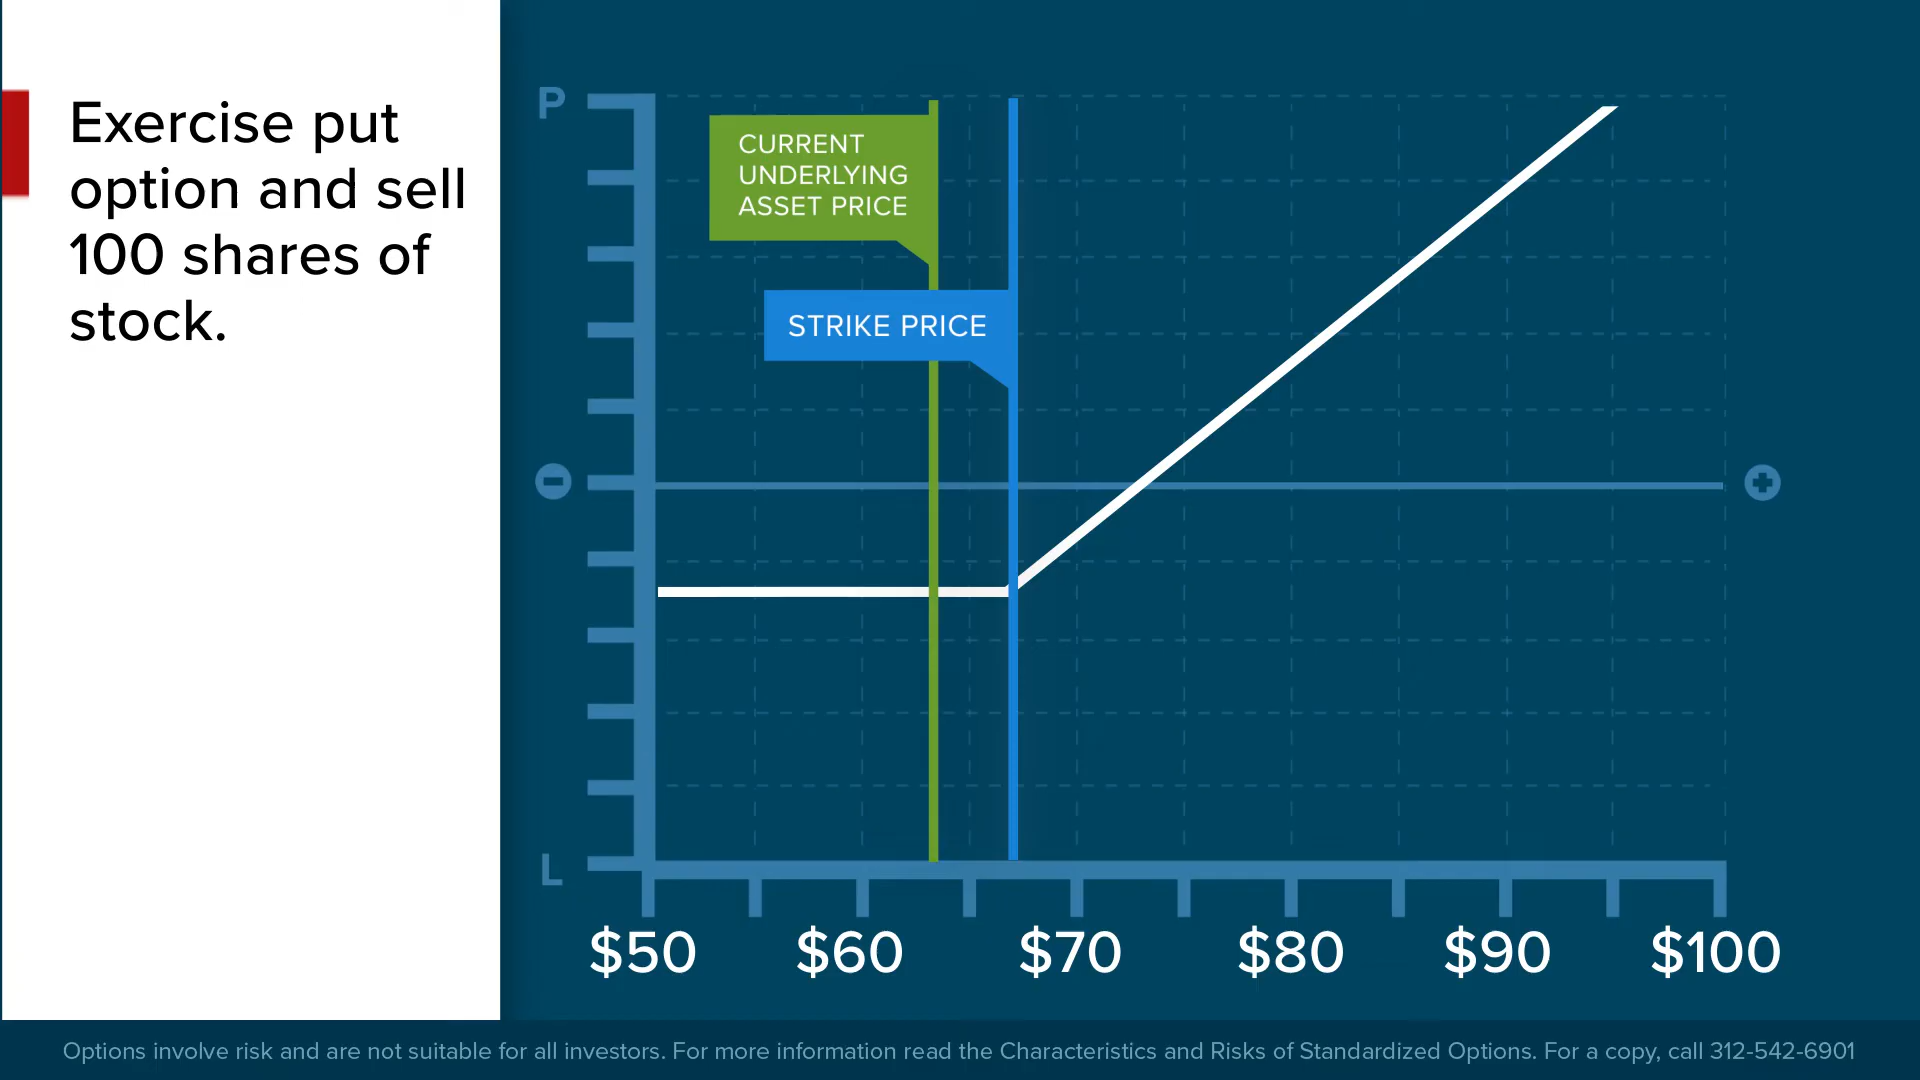 Exercise put
option and sell
100 shares of
stock.
P
CURRENT
UNDERLYING
ASSET PRICE
STRIKE PRICE
L
$50 $60 $70 $80 $90 $100
Options involve risk and are not suitable for all investors. For more information read the Characteristics and Risks of Standardized Options. For a copy, call 312-542-6901